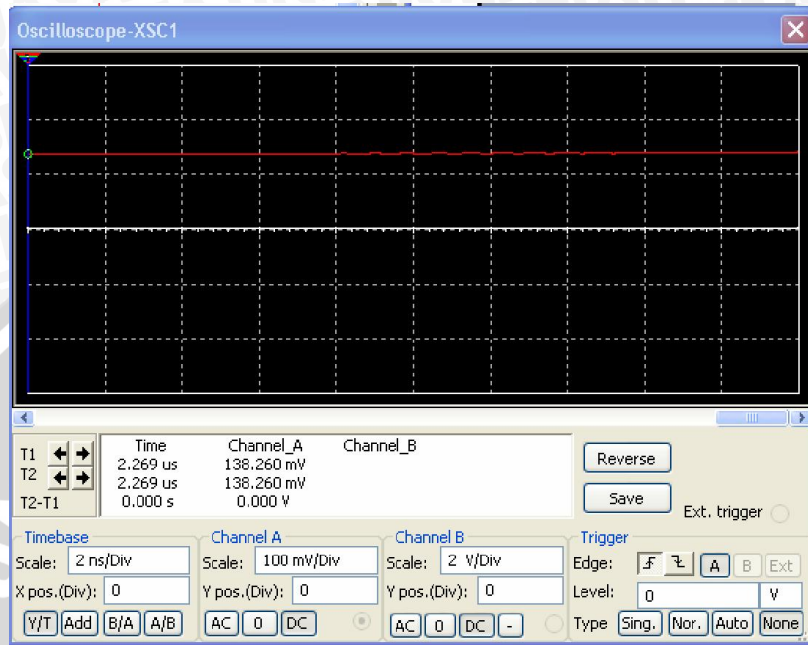 Oscilloscope-XSC1
T1
T2
T2-T1
Time Channel_A Channel_B
2.269 us 138.260 mV
2.269 us 138.260 mV
0.000 s 0.000 V
Reverse
Save
Ext. trigger
Timebase
Scale: 2 ns/Div
X pos.(Div): 0
Y/T Add B/A A/B
Channel A
Scale: 100 mV/Div
Y pos.(Div): 0
AC 0 DC
Channel B
Scale: 2 V/Div
Y pos.(Div): 0
AC 0 DC -
Trigger
Edge: A B Ext
Level: 0 V
Type Sing. Nor. Auto None